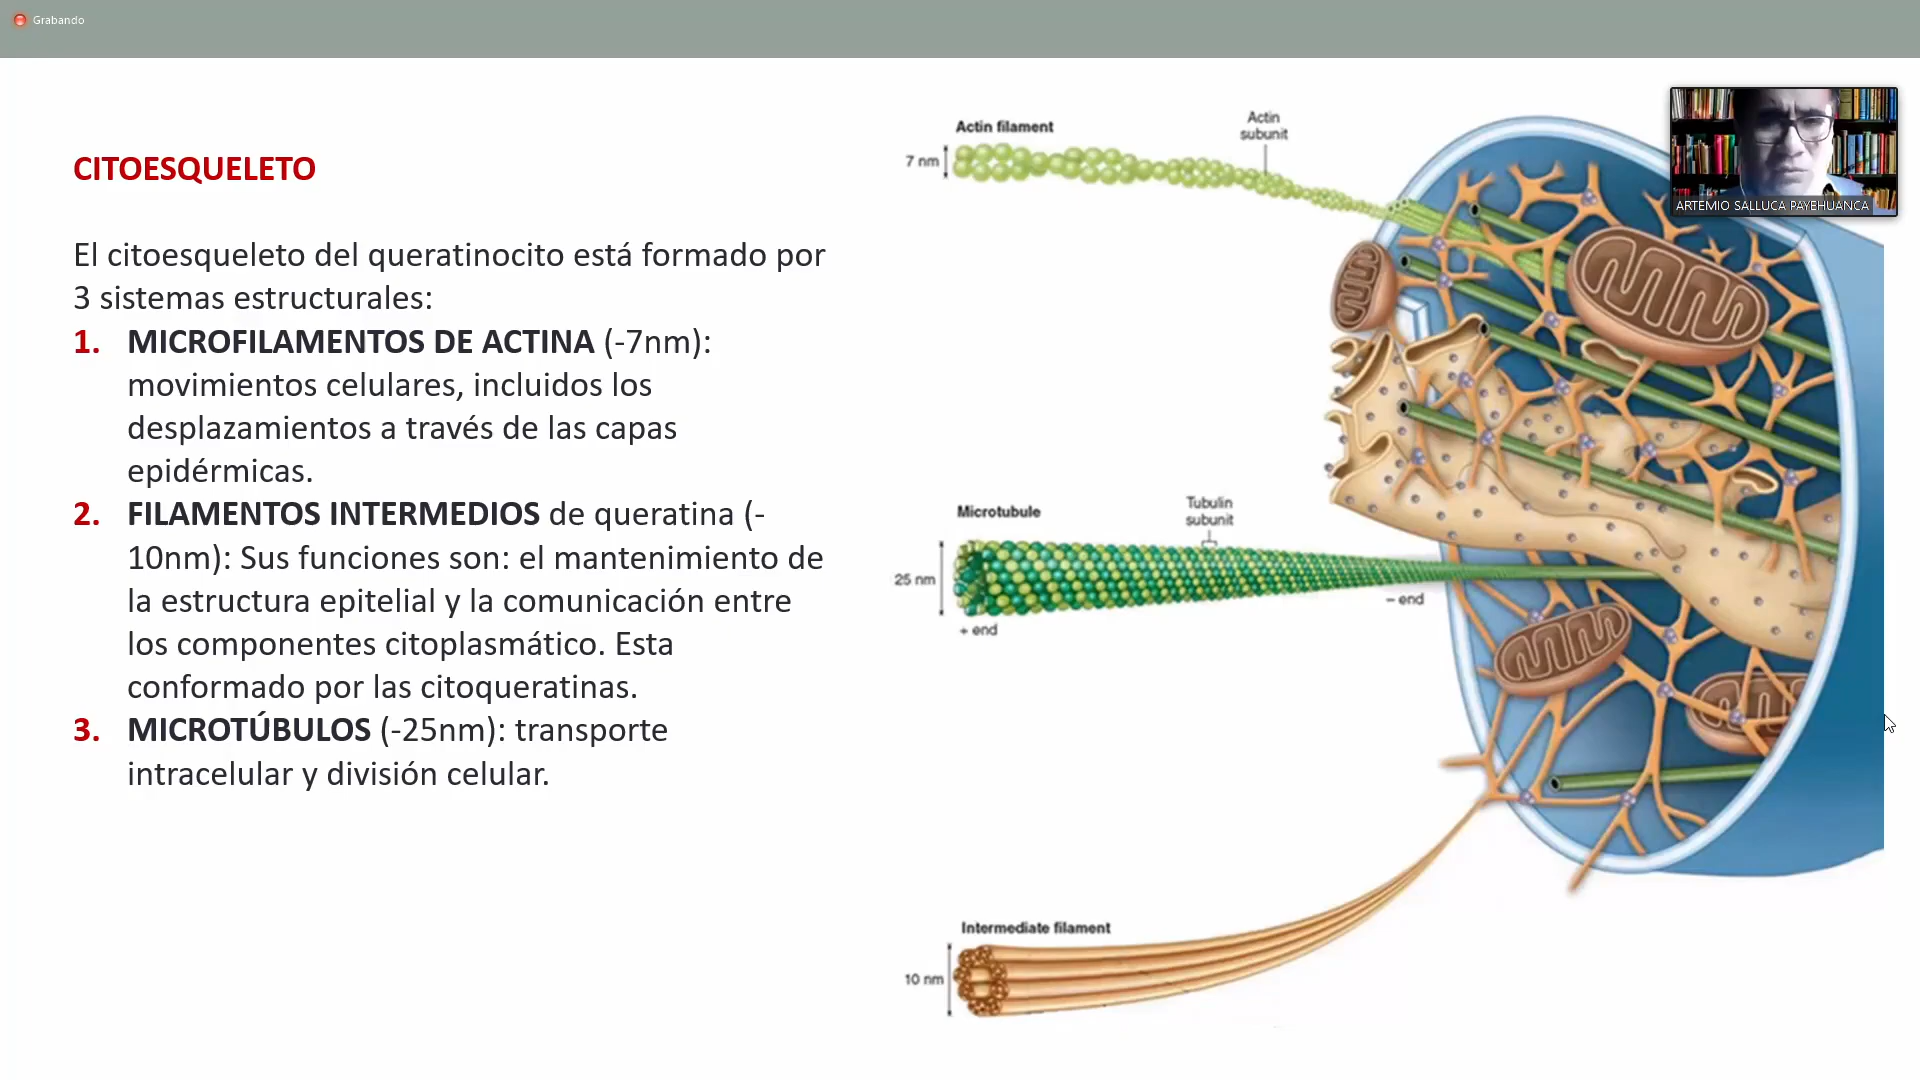 Grabando
CITOESQUELETO
El citoesqueleto del queratinocito está formado por
3 sistemas estructurales:
1. MICROFILAMENTOS DE ACTINA (-7nm):
movimientos celulares, incluidos los
desplazamientos a través de las capas
epidérmicas.
2. FILAMENTOS INTERMEDIOS de queratina (-
10nm): Sus funciones son: el mantenimiento de
la estructura epitelial y la comunicación entre
los componentes citoplasmático. Esta
conformado por las citoqueratinas.
3. MICROTÚBULOS (-25nm): transporte
intracelular y división celular.
Actin filament
Actin
subunit
7 nm
ARTEMIO SALLUCA PAYEHUANCA
Microtubule
Tubulin
subunit
25 nm
– end
+ end
Intermediate filament
10 nm